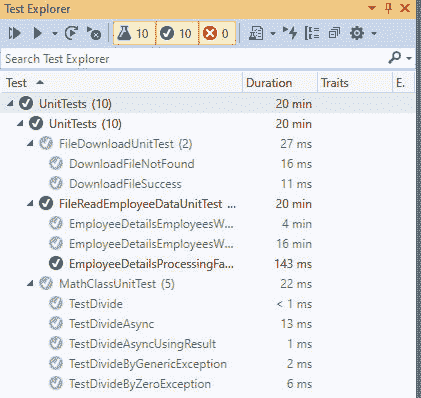 Test Explorer
10 10 0
Search Test Explorer
Test Duration Traits E.
UnitTests (10) 20 min
UnitTests (10) 20 min
FileDownloadUnitTest (2) 27 ms
DownloadFileNotFound 16 ms
DownloadFileSuccess 11 ms
FileReadEmployeeDataUnitTest ... 20 min
EmployeeDetailsEmployeesW... 4 min
EmployeeDetailsEmployeesW... 16 min
EmployeeDetailsProcessingFa... 143 ms
MathClassUnitTest (5) 22 ms
TestDivide < 1 ms
TestDivideAsync 13 ms
TestDivideAsyncUsingResult 1 ms
TestDivideByGenericException 2 ms
TestDivideByZeroException 6 ms